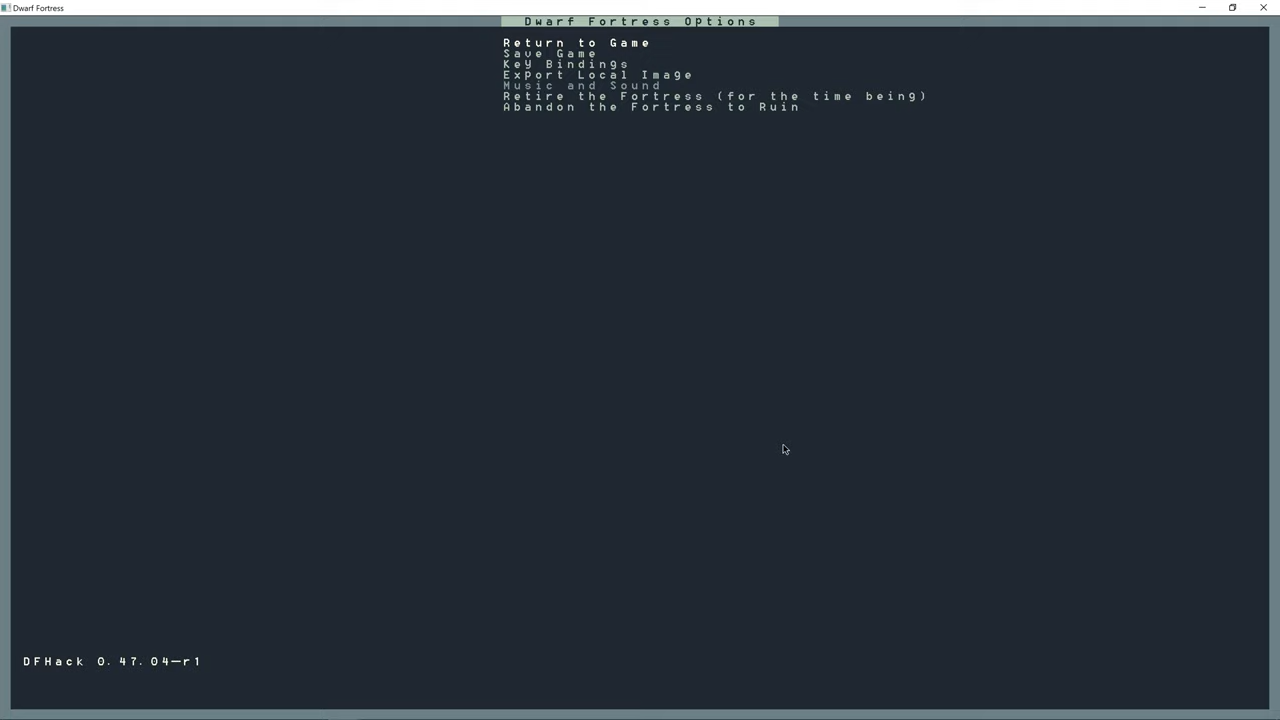 Dwarf Fortress
Dwarf Fortress Options
Return to Game
Save Game
Key Bindings
Export Local Image
Music and Sound
Retire the Fortress (for the time being)
Abandon the Fortress to Ruin
DFHack 0.47.04-r1